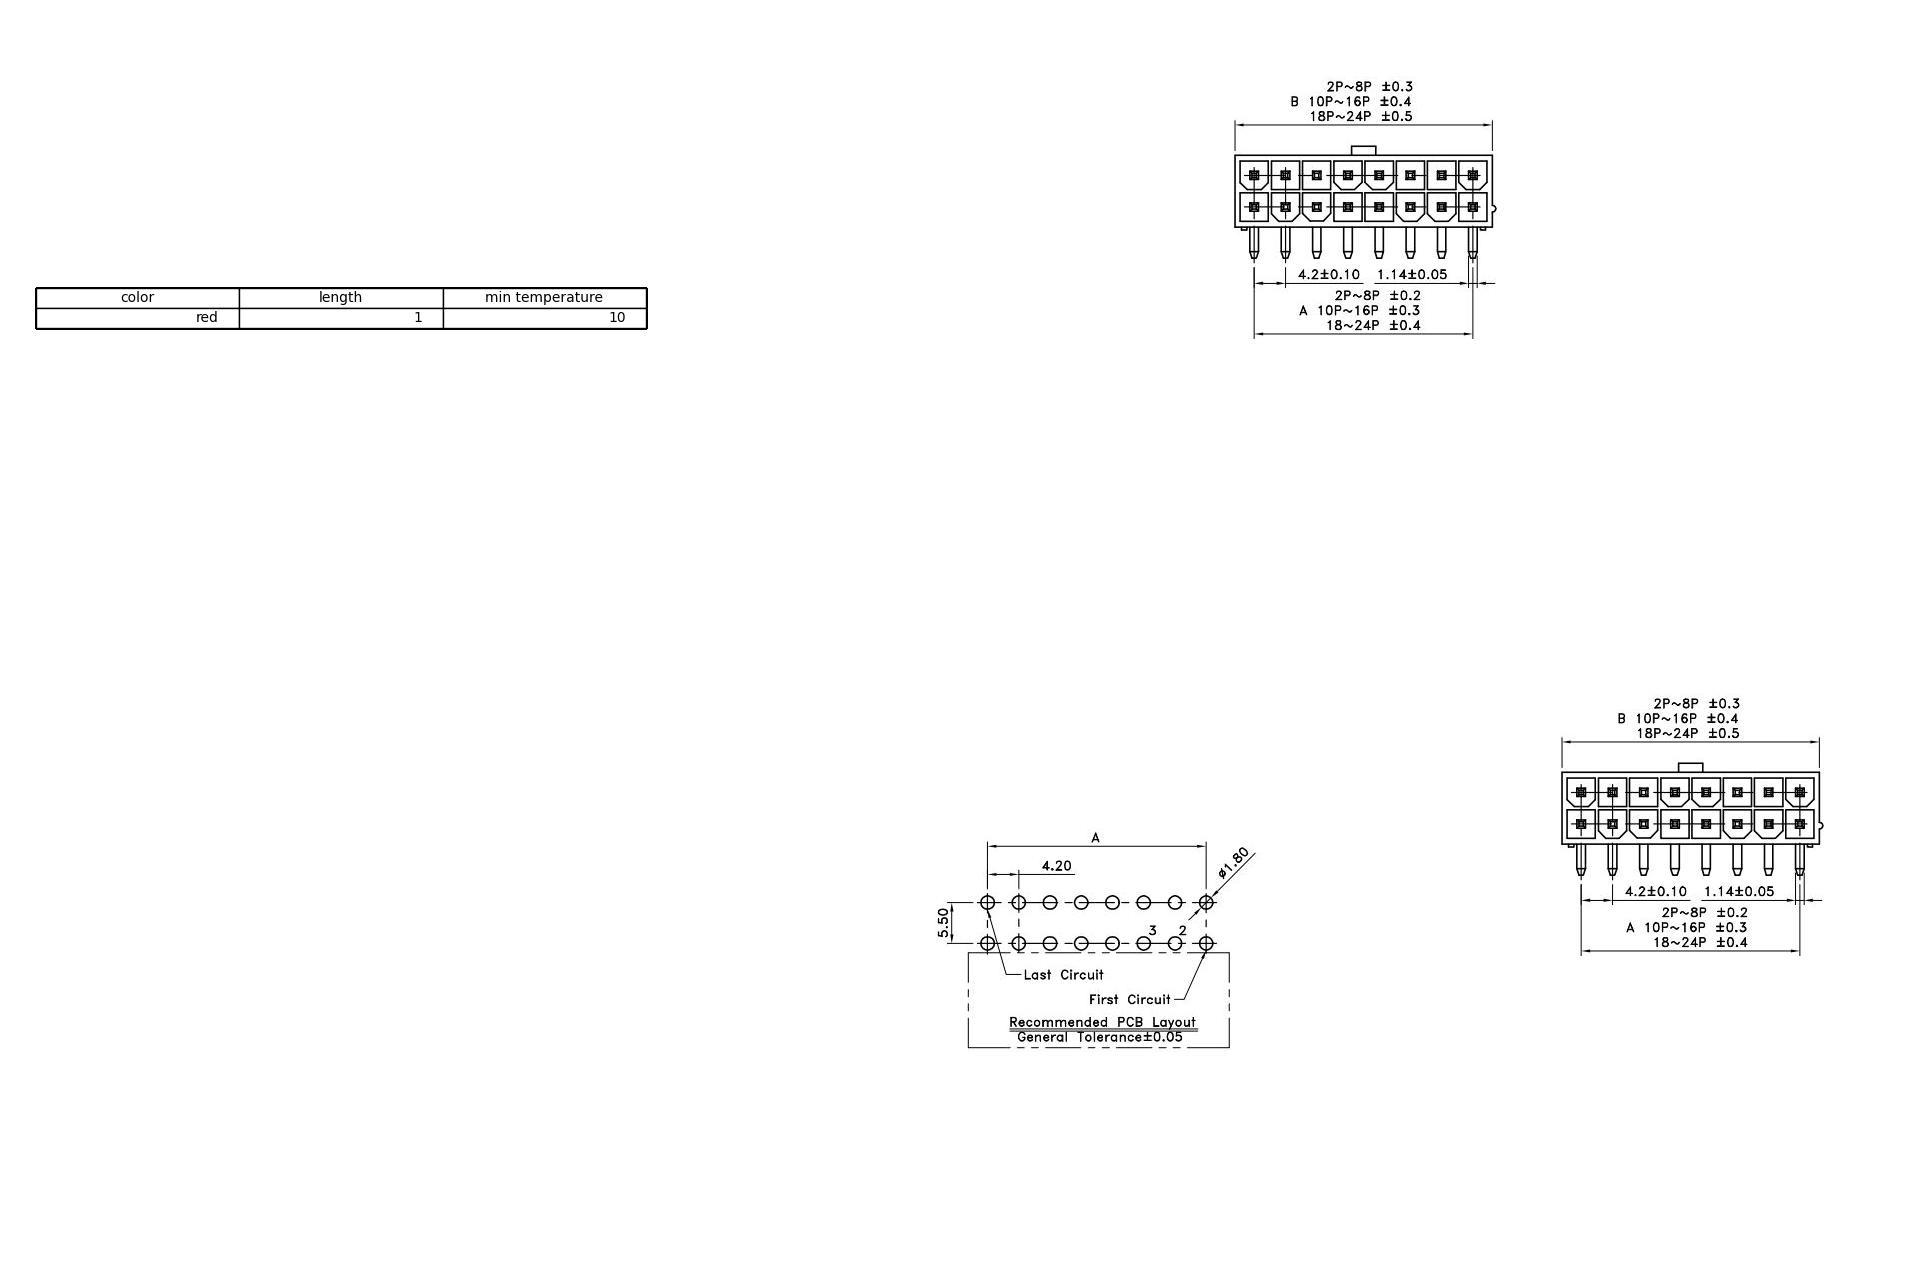 2P~8P ±0.3
B 10P~16P ±0.4
18P~24P ±0.5
4.2±0.10 1.14±0.05
2P~8P ±0.2
A 10P~16P ±0.3
18~24P ±0.4
color length min temperature
red 1 10
2P~8P ±0.3
B 10P~16P ±0.4
18P~24P ±0.5
4.2±0.10 1.14±0.05
2P~8P ±0.2
A 10P~16P ±0.3
18~24P ±0.4
A
4.20
ø1.80
5.50
3 2
Last Circuit
First Circuit
Recommended PCB Layout
General Tolerance±0.05